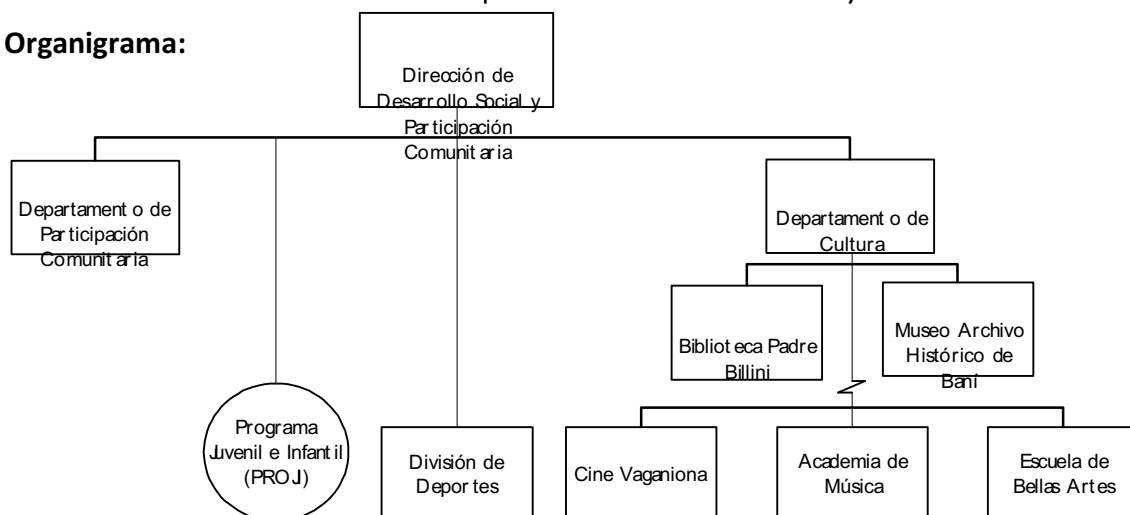 Organigrama:
Dirección de
Desarrollo Social y
Participación
Comunitaria
Departamento de
Participación
Comunitaria
Departamento de
Cultura
Biblioteca Padre
Billini
Museo Archivo
Histórico de
Baní
Programa
Juvenil e Infantil
(PROJI)
División de
Deportes
Cine Vaganiona
Academia de
Música
Escuela de
Bellas Artes